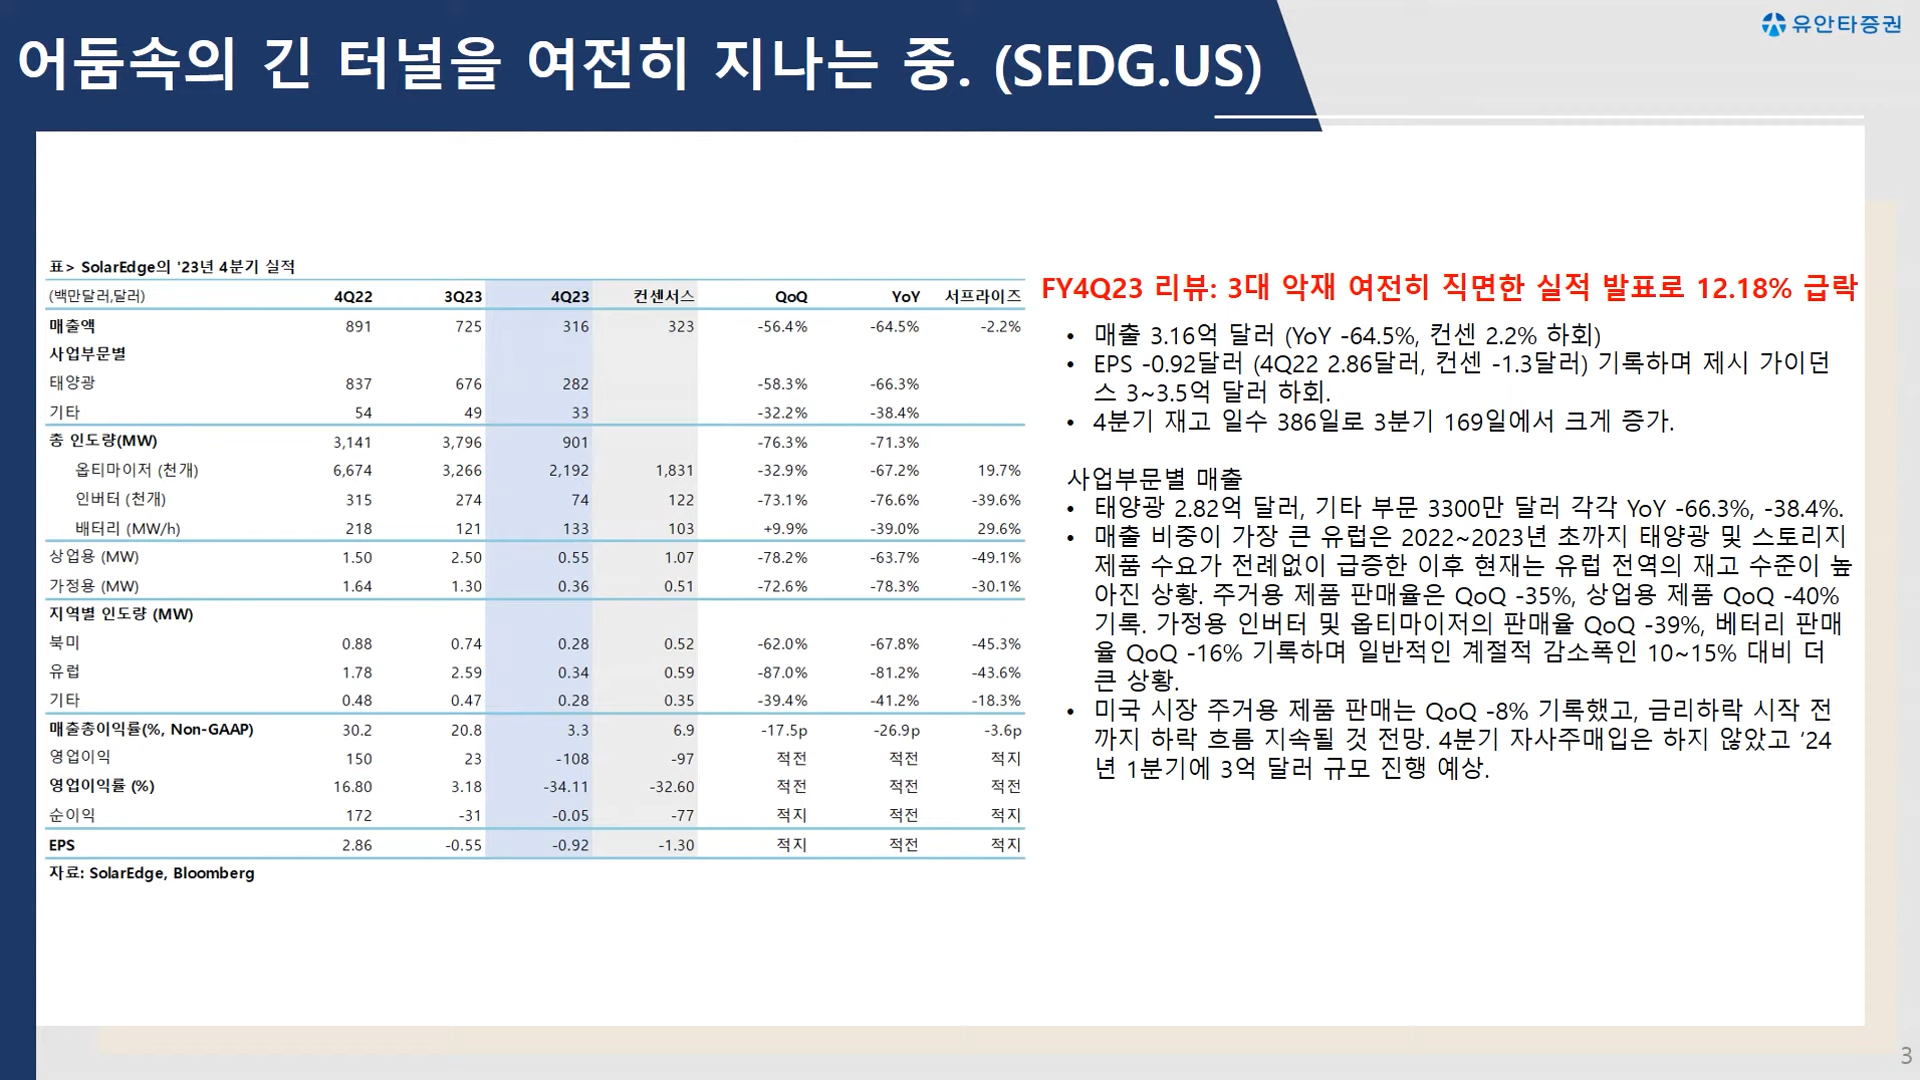 어둠속의 긴 터널을 여전히 지나는 중. (SEDG.US)
유안타증권
표> SolarEdge의 '23년 4분기 실적
(백만달러,달러) 4Q22 3Q23 4Q23 컨센서스 QoQ YoY 서프라이즈
매출액 891 725 316 323 -56.4% -64.5% -2.2%
사업부문별
태양광 837 676 282 -58.3% -66.3%
기타 54 49 33 -32.2% -38.4%
총 인도량(MW) 3,141 3,796 901 -76.3% -71.3%
옵티마이저 (천개) 6,674 3,266 2,192 1,831 -32.9% -67.2% 19.7%
인버터 (천개) 315 274 74 122 -73.1% -76.6% -39.6%
배터리 (MW/h) 218 121 133 103 +9.9% -39.0% 29.6%
상업용 (MW) 1.50 2.50 0.55 1.07 -78.2% -63.7% -49.1%
가정용 (MW) 1.64 1.30 0.36 0.51 -72.6% -78.3% -30.1%
지역별 인도량 (MW)
북미 0.88 0.74 0.28 0.52 -62.0% -67.8% -45.3%
유럽 1.78 2.59 0.34 0.59 -87.0% -81.2% -43.6%
기타 0.48 0.47 0.28 0.35 -39.4% -41.2% -18.3%
매출총이익률(%, Non-GAAP) 30.2 20.8 3.3 6.9 -17.5p -26.9p -3.6p
영업이익 150 23 -108 -97 적전 적전 적지
영업이익률 (%) 16.80 3.18 -34.11 -32.60 적전 적전 적전
순이익 172 -31 -0.05 -77 적지 적전 적지
EPS 2.86 -0.55 -0.92 -1.30 적지 적전 적지
자료: SolarEdge, Bloomberg
FY4Q23 리뷰: 3대 악재 여전히 직면한 실적 발표로 12.18% 급락
• 매출 3.16억 달러 (YoY -64.5%, 컨센 2.2% 하회)
• EPS -0.92달러 (4Q22 2.86달러, 컨센 -1.3달러) 기록하며 제시 가이던
스 3~3.5억 달러 하회.
• 4분기 재고 일수 386일로 3분기 169일에서 크게 증가.
사업부문별 매출
• 태양광 2.82억 달러, 기타 부문 3300만 달러 각각 YoY -66.3%, -38.4%.
• 매출 비중이 가장 큰 유럽은 2022~2023년 초까지 태양광 및 스토리지
제품 수요가 전례없이 급증한 이후 현재는 유럽 전역의 재고 수준이 높
아진 상황. 주거용 제품 판매율은 QoQ -35%, 상업용 제품 QoQ -40%
기록. 가정용 인버터 및 옵티마이저의 판매율 QoQ -39%, 베터리 판매
율 QoQ -16% 기록하며 일반적인 계절적 감소폭인 10~15% 대비 더
큰 상황.
• 미국 시장 주거용 제품 판매는 QoQ -8% 기록했고, 금리하락 시작 전
까지 하락 흐름 지속될 것 전망. 4분기 자사주매입은 하지 않았고 ‘24
년 1분기에 3억 달러 규모 진행 예상.
3